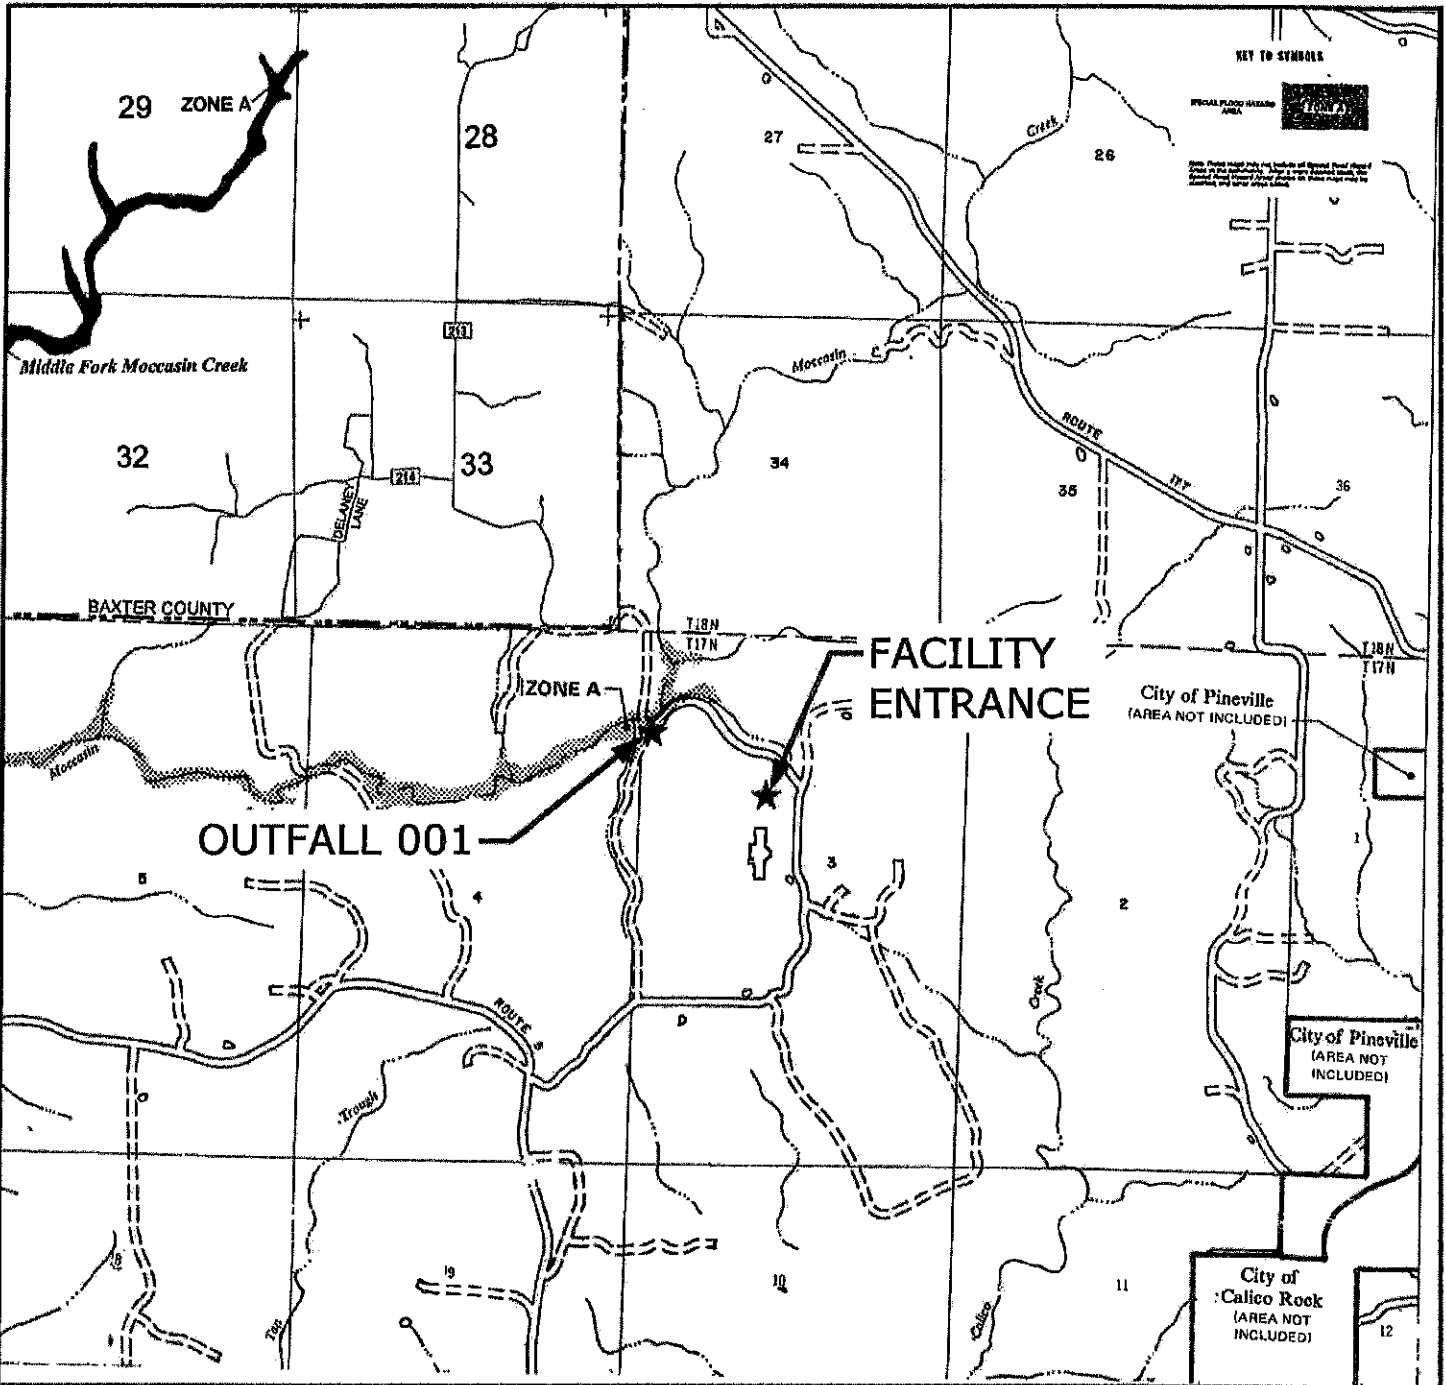 KEY TO SYMBOLS
29
ZONE A
28
27
Creek
26
SPECIAL FLOOD HAZARD
AREA
ZONE A
213
Middle Fork Moccasin Creek
Moccasin
32
214
33
DELANEY
LANE
34
ROUTE
177
35
36
BAXTER COUNTY
T18N
T17N
T18N
T17N
FACILITY
ENTRANCE
ZONE A
City of Pineville
(AREA NOT INCLUDED)
Moccasin
OUTFALL 001
5
4
3
2
1
ROUTE
5
D
Creek
City of Pineville
(AREA NOT
INCLUDED)
Trough
Tan
9
10
11
Calico
City of
Calico Rock
(AREA NOT
INCLUDED)
12